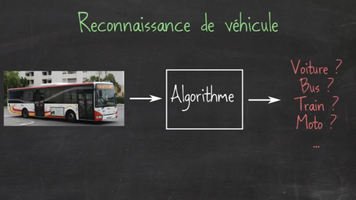 Reconnaissance de véhicule
Algorithme
Voiture ?
Bus ?
Train ?
Moto ?
...